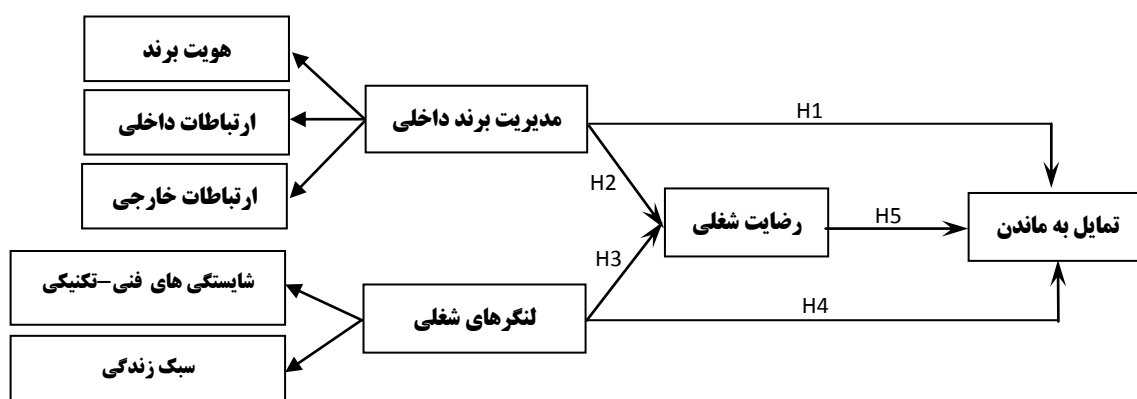 هویت برند
ارتباطات داخلی
ارتباطات خارجی
مدیریت برند داخلی
H1
H2
رضایت شغلی
H5
تمایل به ماندن
H3
شایستگی های فنی-تکنیکی
لنگرهای شغلی
H4
سبک زندگی